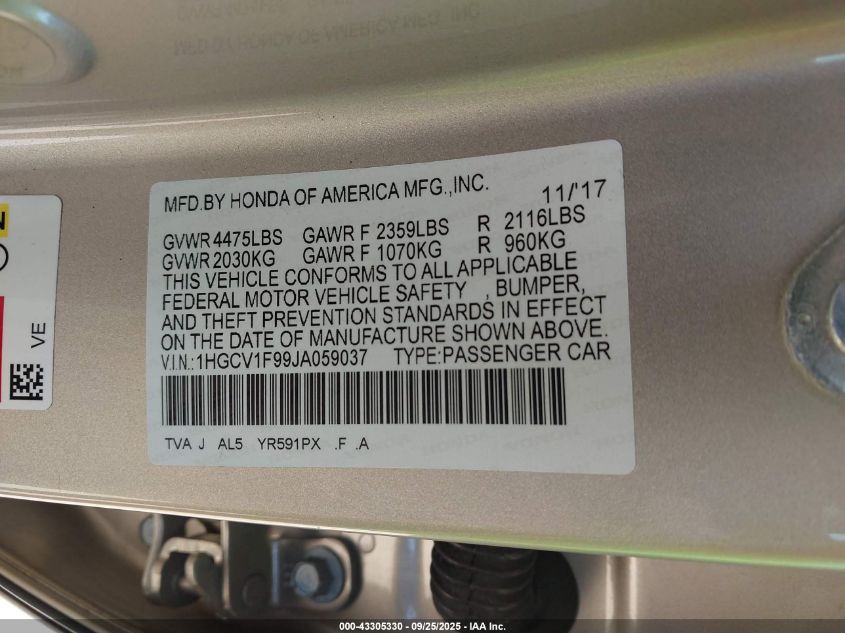 MFD.BY HONDA OF AMERICA MFG.,INC. 11/'17
GVWR 4475LBS GAWR F 2359LBS R 2116LBS
GVWR 2030KG GAWR F 1070KG R 960KG
THIS VEHICLE CONFORMS TO ALL APPLICABLE
FEDERAL MOTOR VEHICLE SAFETY , BUMPER,
AND THEFT PREVENTION STANDARDS IN EFFECT
ON THE DATE OF MANUFACTURE SHOWN ABOVE.
V.I.N.:1HGCV1F99JA059037 TYPE:PASSENGER CAR
TVA J AL5 YR591PX .F .A
VE
000-43305330 - 09/25/2025 - IAA Inc.